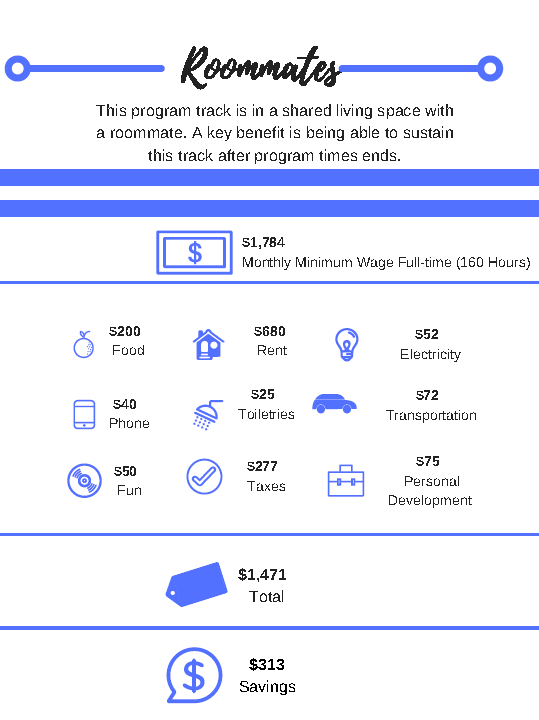 Roommates
This program track is in a shared living space with
a roommate. A key benefit is being able to sustain
this track after program times ends.
$
$1,784
Monthly Minimum Wage Full-time (160 Hours)
$200
Food
$680
Rent
$52
Electricity
$40
Phone
$25
Toiletries
$72
Transportation
$50
Fun
$277
Taxes
$75
Personal
Development
$1,471
Total
$
$313
Savings